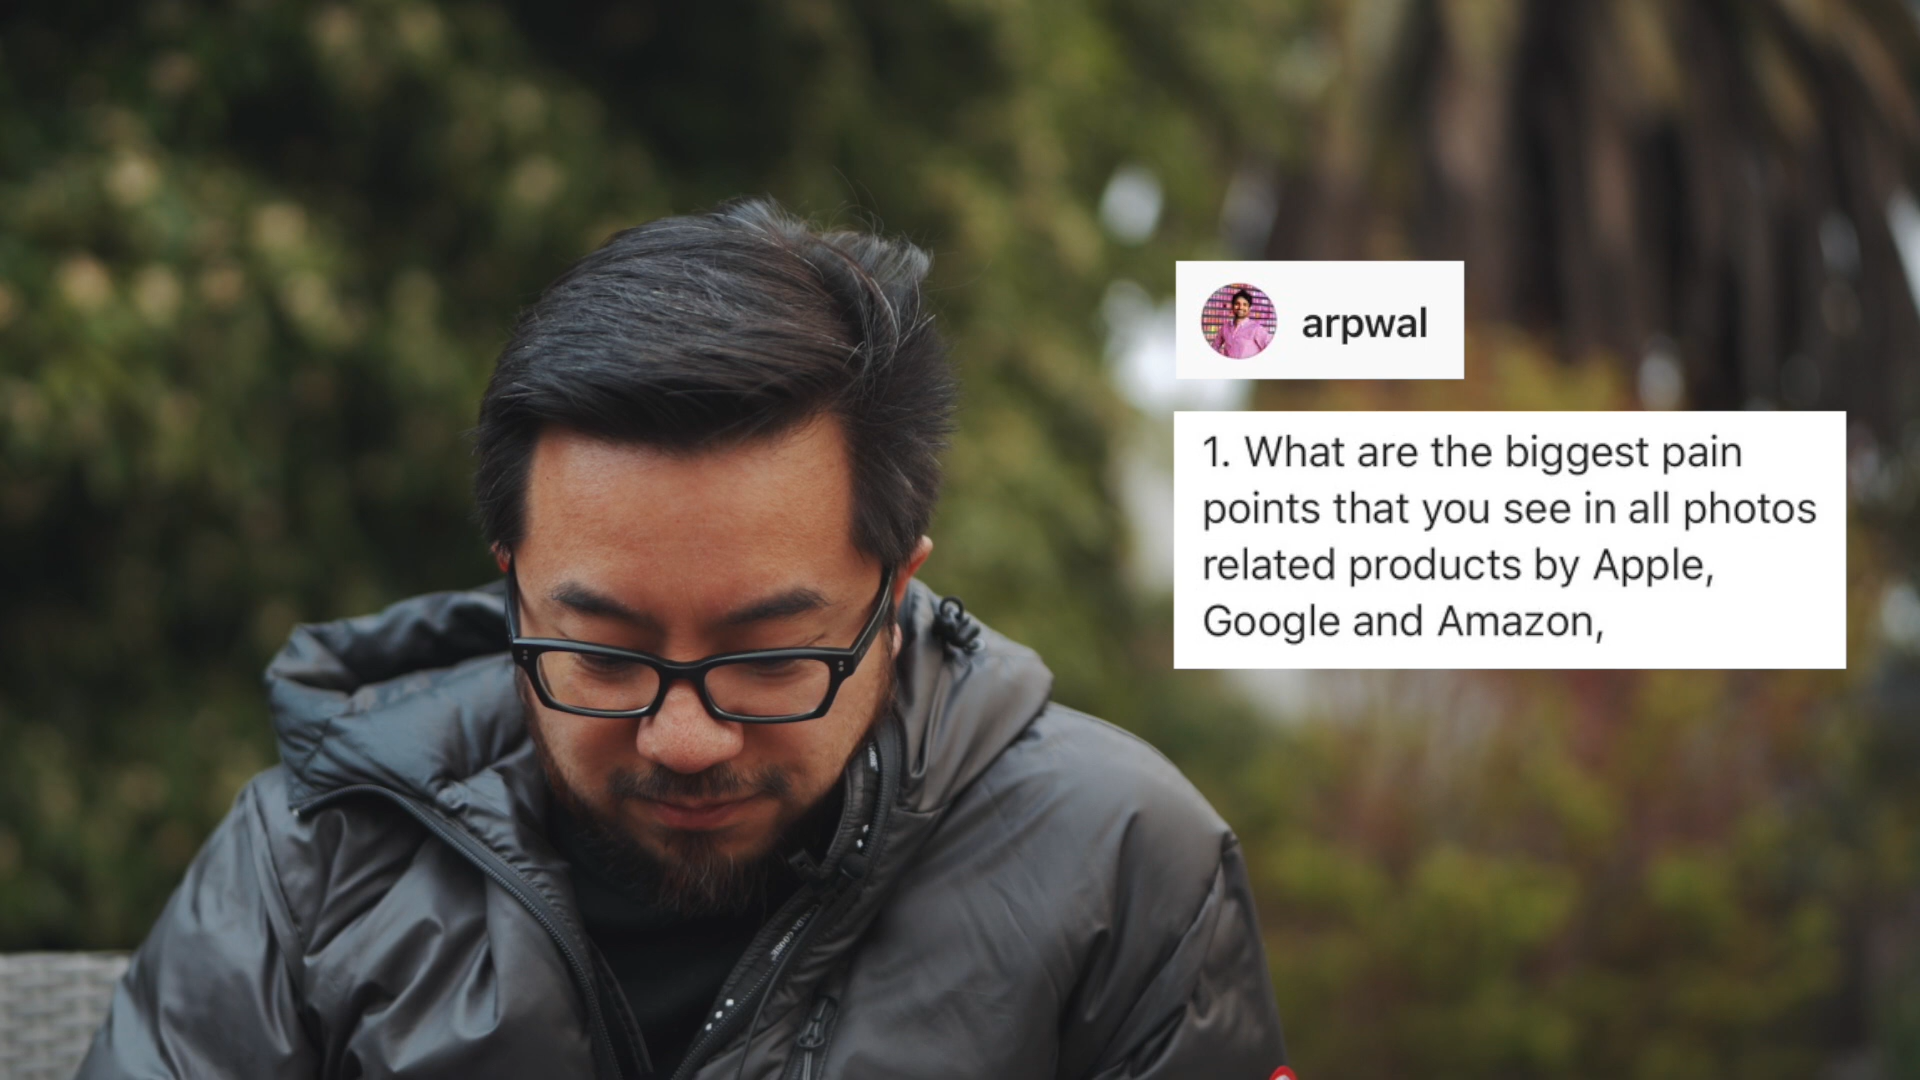 arpwal
1. What are the biggest pain
points that you see in all photos
related products by Apple,
Google and Amazon,